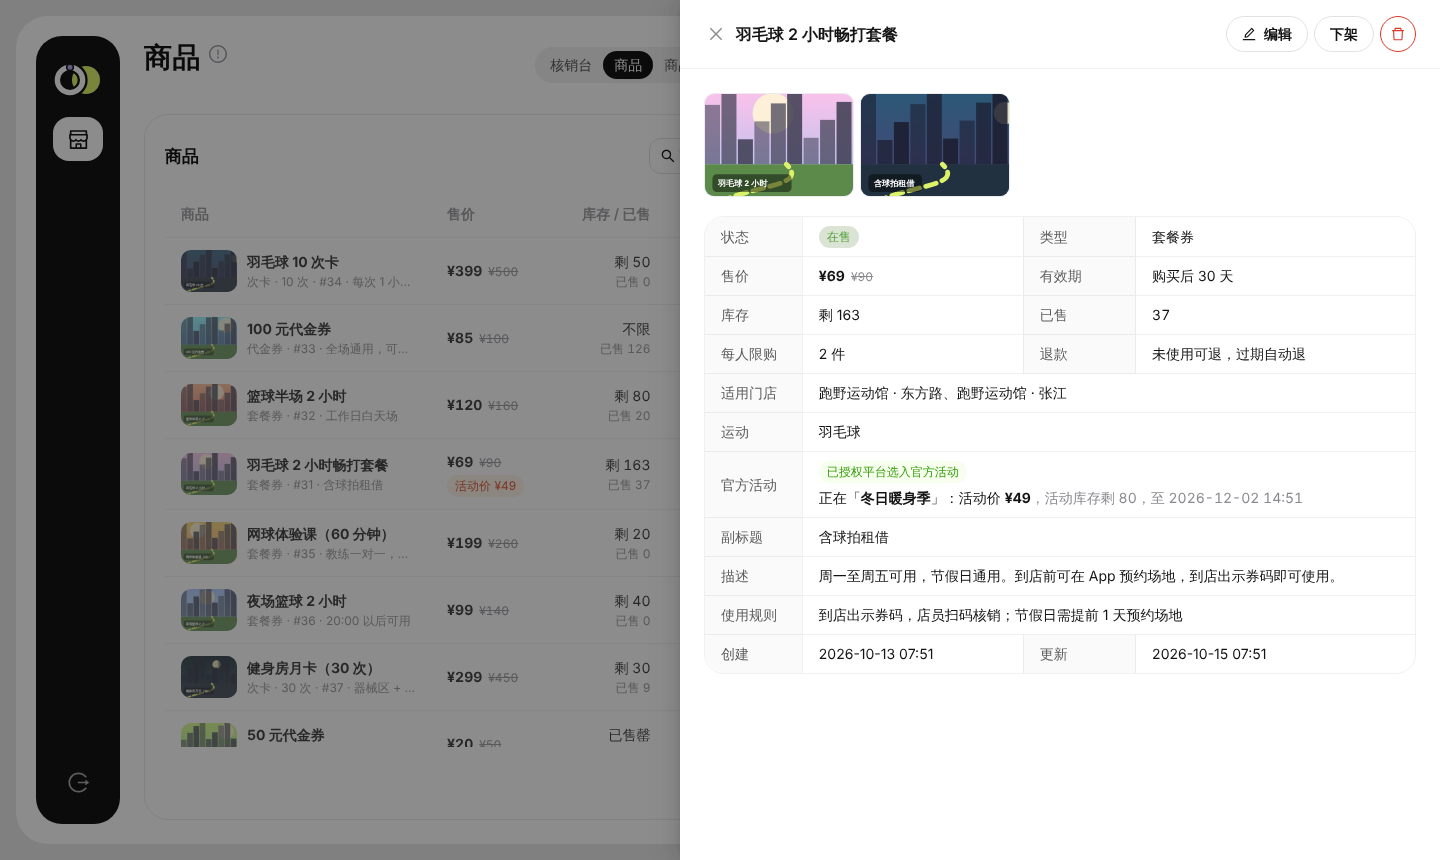 商品
核销台 商品
商品
商品 售价 库存 / 已售
羽毛球 10 次卡
次卡 · 10 次 · #34 · 每次 1 小...
¥399 ¥500
剩 50
已售 0
100 元代金券
代金券 · #33 · 全场通用，可...
¥85 ¥100
不限
已售 126
篮球半场 2 小时
套餐券 · #32 · 工作日白天场
¥120 ¥160
剩 80
已售 20
羽毛球 2 小时畅打套餐
套餐券 · #31 · 含球拍租借
¥69 ¥90
活动价 ¥49
剩 163
已售 37
网球体验课（60 分钟）
套餐券 · #35 · 教练一对一，...
¥199 ¥260
剩 20
已售 0
夜场篮球 2 小时
套餐券 · #36 · 20:00 以后可用
¥99 ¥140
剩 40
已售 0
健身房月卡（30 次）
次卡 · 30 次 · #37 · 器械区 + ...
¥299 ¥450
剩 30
已售 9
50 元代金券
¥20 ¥50
已售罄
羽毛球 2 小时畅打套餐
编辑 下架
羽毛球 2 小时
含球拍租借
状态 在售 类型 套餐券
售价 ¥69 ¥90 有效期 购买后 30 天
库存 剩 163 已售 37
每人限购 2 件 退款 未使用可退，过期自动退
适用门店 跑野运动馆 · 东方路、跑野运动馆 · 张江
运动 羽毛球
官方活动
已授权平台选入官方活动
正在「冬日暖身季」：活动价 ¥49，活动库存剩 80，至 2026-12-02 14:51
副标题 含球拍租借
描述 周一至周五可用，节假日通用。到店前可在 App 预约场地，到店出示券码即可使用。
使用规则 到店出示券码，店员扫码核销；节假日需提前 1 天预约场地
创建 2026-10-13 07:51 更新 2026-10-15 07:51